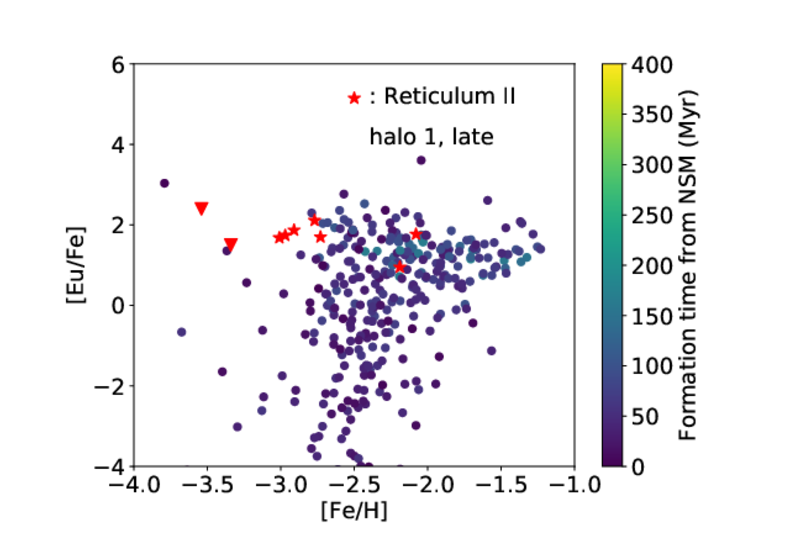 6
4
2
0
−2
−4
−4.0 −3.5 −3.0 −2.5 −2.0 −1.5 −1.0
[Fe/H]
[Eu/Fe]
: Reticulum II
halo 1, late
400
350
300
250
200
150
100
50
0
Formation time from NSM (Myr)